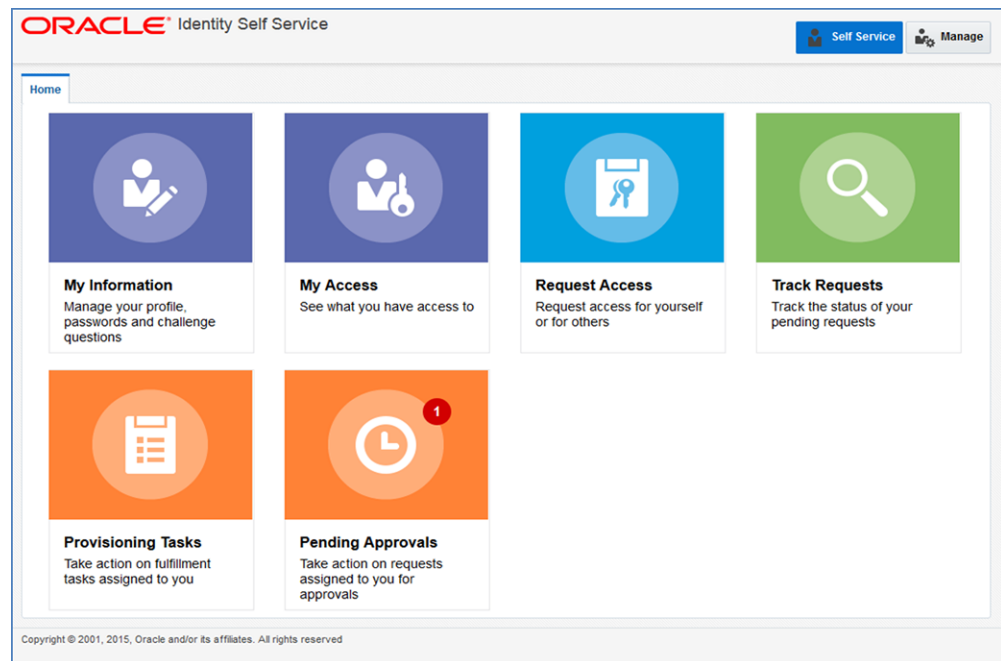 ORACLE Identity Self Service
Self Service
Manage
Home
My Information
Manage your profile,
passwords and challenge
questions
My Access
See what you have access to
Request Access
Request access for yourself
or for others
Track Requests
Track the status of your
pending requests
Provisioning Tasks
Take action on fulfillment
tasks assigned to you
1
Pending Approvals
Take action on requests
assigned to you for
approvals
Copyright © 2001, 2015, Oracle and/or its affiliates. All rights reserved